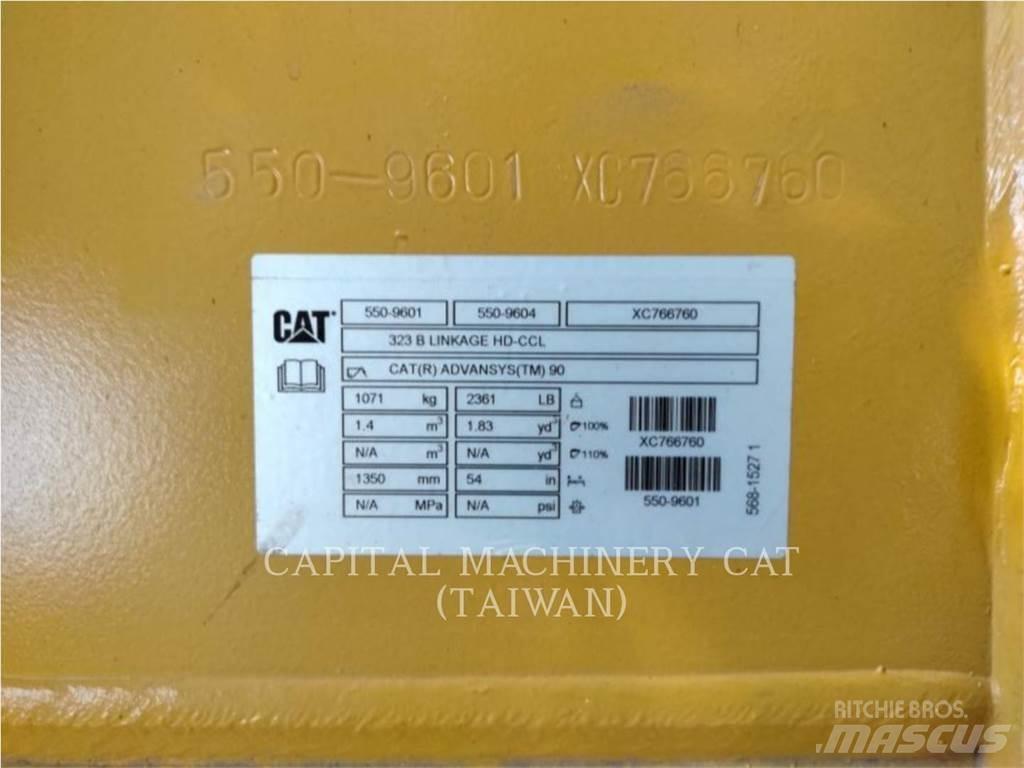 550-9601 XC766760
CAT 550-9601 550-9604 XC766760
323 B LINKAGE HD-CCL
CAT(R) ADVANSYS(TM) 90
1071 kg 2361 LB
1.4 m³ 1.83 yd³ 100%
XC766760
N/A m³ N/A yd³ 110%
1350 mm 54 in
N/A MPa N/A psi
550-9601
568-1527 1
CAPITAL MACHINERY CAT
(TAIWAN)
RITCHIE BROS.
MASCUS